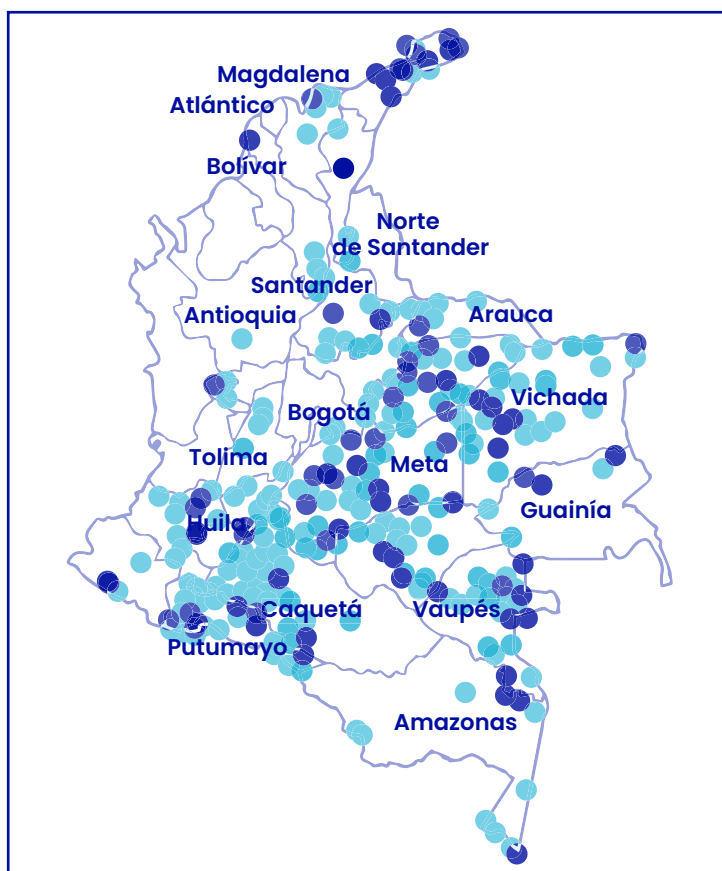 Magdalena
Atlántico
Bolívar
Norte
de Santander
Santander
Antioquia
Arauca
Bogotá
Vichada
Tolima
Meta
Huila
Guainía
Caquetá
Vaupés
Putumayo
Amazonas